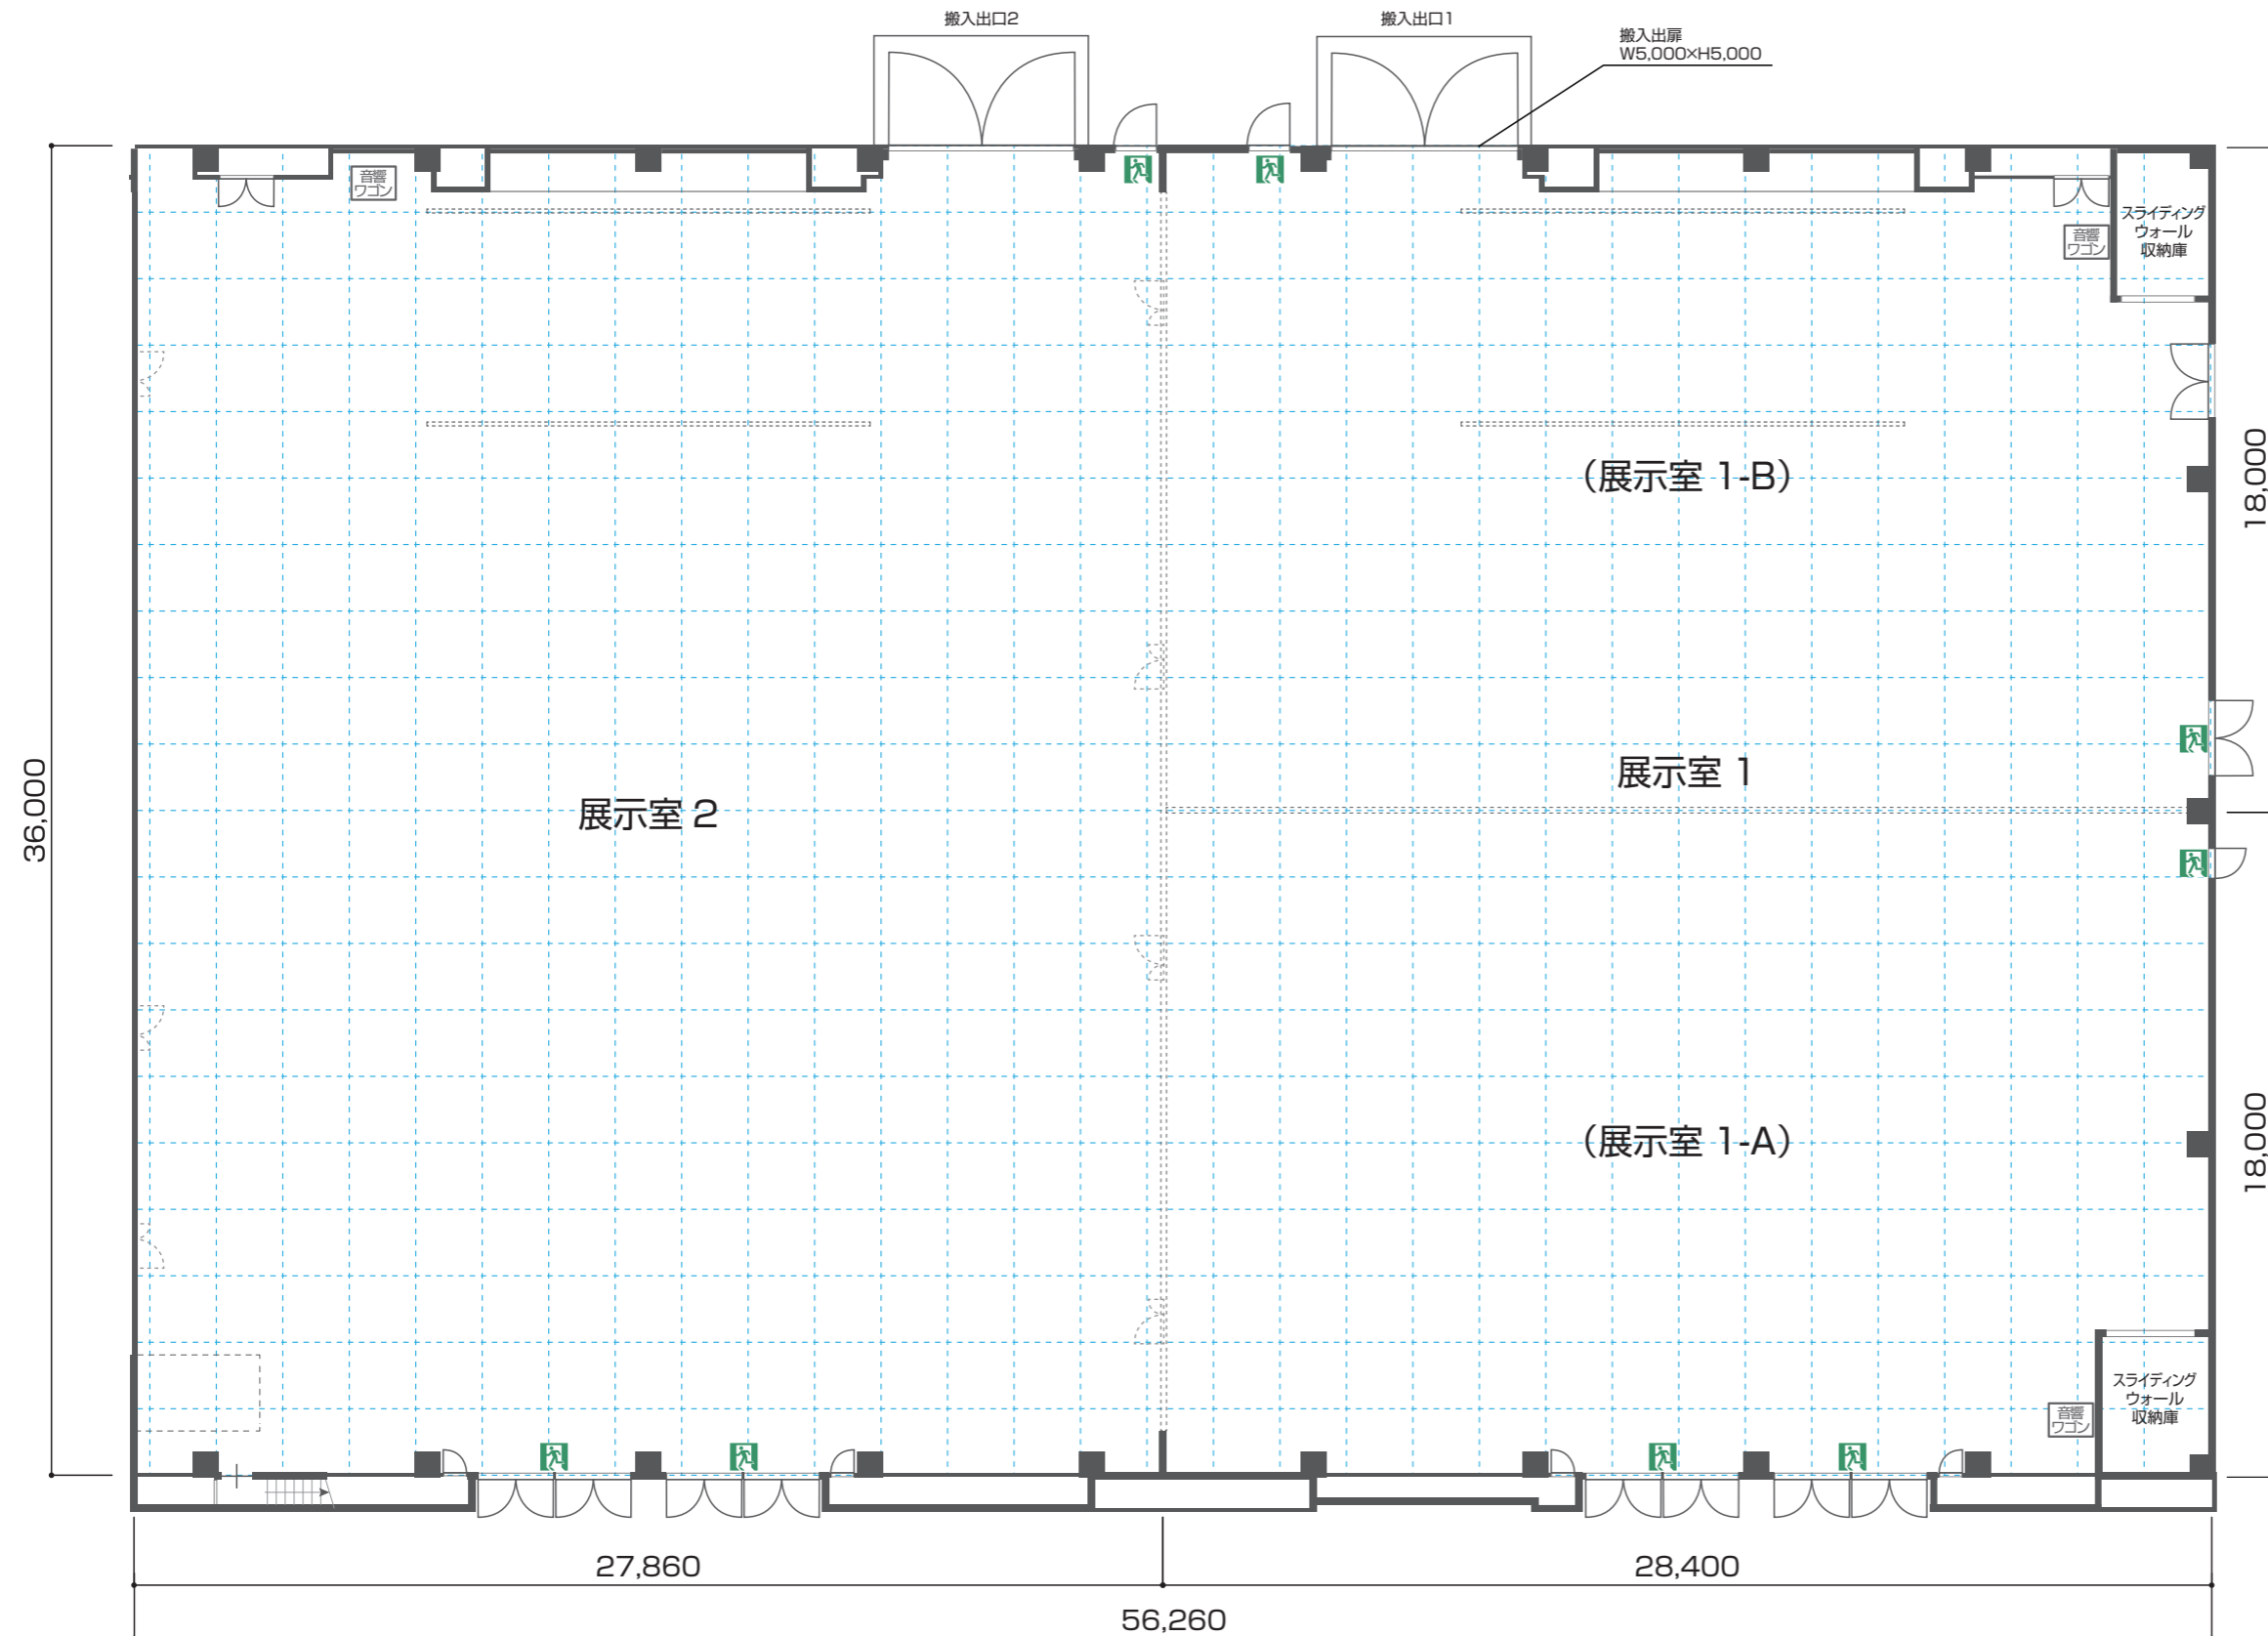 搬入出口2
搬入出口1
搬入出扉
W5,000×H5,000
音響
ワゴン
スライディング
ウォール
収納庫
音響
ワゴン
(展示室 1-B)
18,000
展示室 1
展示室 2
36,000
(展示室 1-A)
18,000
スライディング
ウォール
収納庫
音響
ワゴン
27,860
28,400
56,260